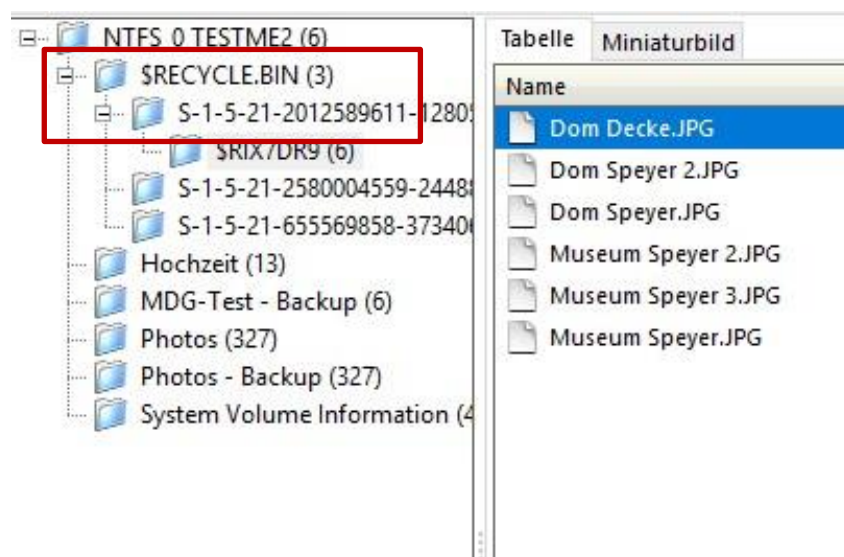 NTFS_0 TESTME2 (6)
$RECYCLE.BIN (3)
S-1-5-21-2012589611-12805
$RIX7DR9 (6)
S-1-5-21-2580004559-24488
S-1-5-21-655569858-373406
Hochzeit (13)
MDG-Test - Backup (6)
Photos (327)
Photos - Backup (327)
System Volume Information (4
Tabelle
Miniaturbild
Name
Dom Decke.JPG
Dom Speyer 2.JPG
Dom Speyer.JPG
Museum Speyer 2.JPG
Museum Speyer 3.JPG
Museum Speyer.JPG